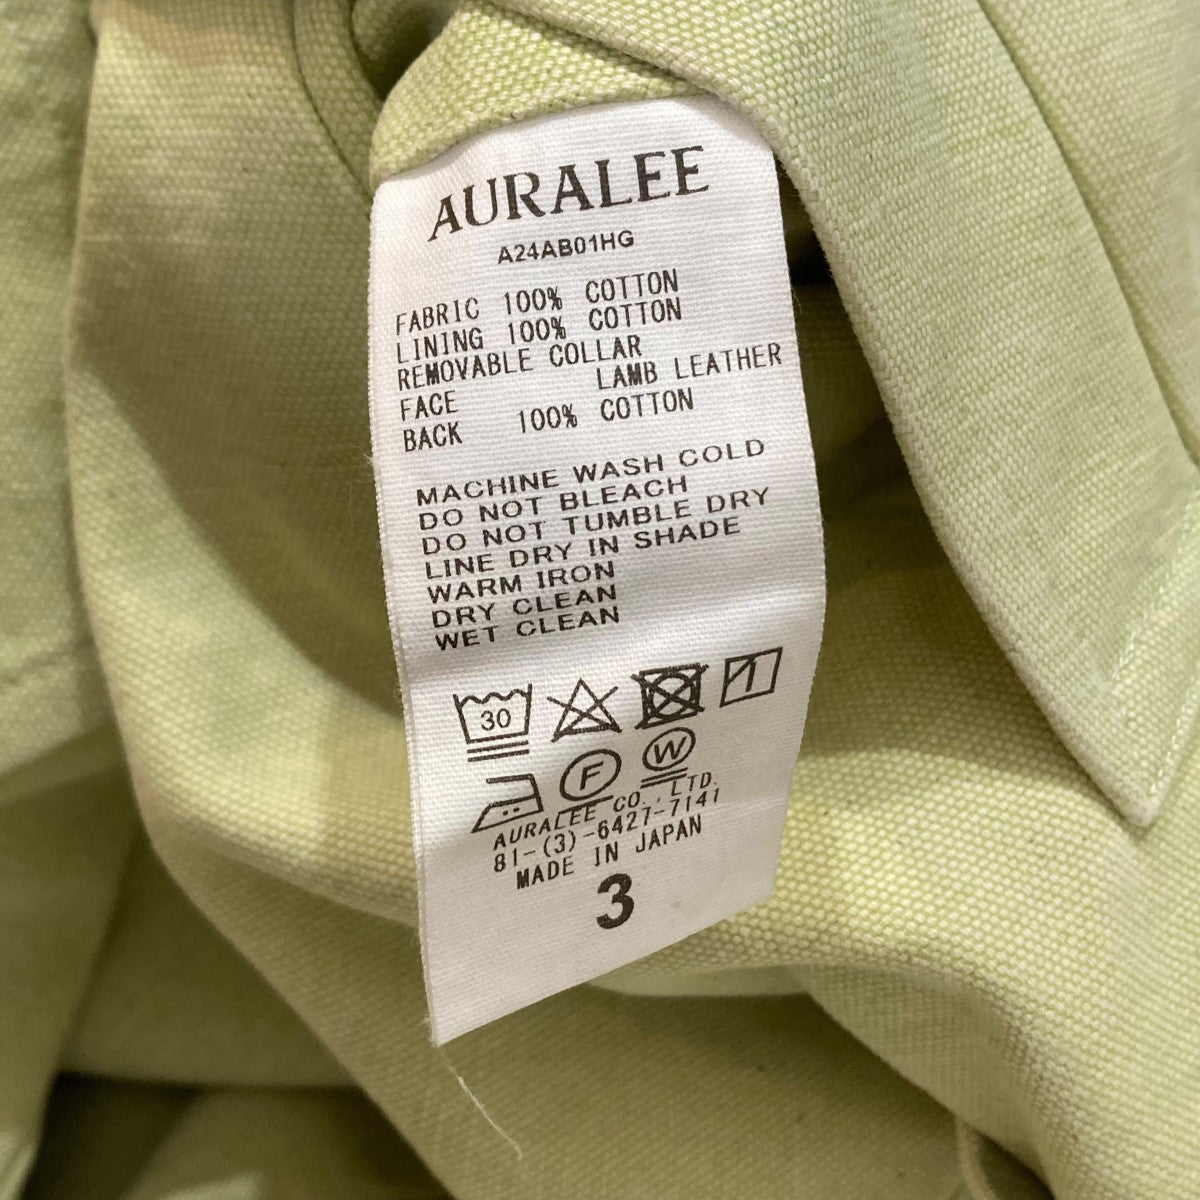 AURALEE
A24AB01HG
FABRIC 100% COTTON
LINING 100% COTTON
REMOVABLE COLLAR
FACE LAMB LEATHER
BACK 100% COTTON
MACHINE WASH COLD
DO NOT BLEACH
DO NOT TUMBLE DRY
LINE DRY IN SHADE
WARM IRON
DRY CLEAN
WET CLEAN
30
F W
AURALEE CO., LTD.
81-(3)-6427-7141
MADE IN JAPAN
3